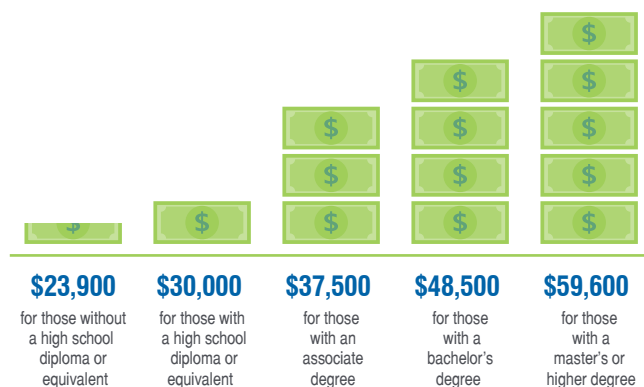 $
$
$
$
$
$
$
$
$
$
$
$
$
$
$23,900
for those without
a high school
diploma or
equivalent
$30,000
for those with
a high school
diploma or
equivalent
$37,500
for those
with an
associate
degree
$48,500
for those
with a
bachelor's
degree
$59,600
for those
with a
master's or
higher degree